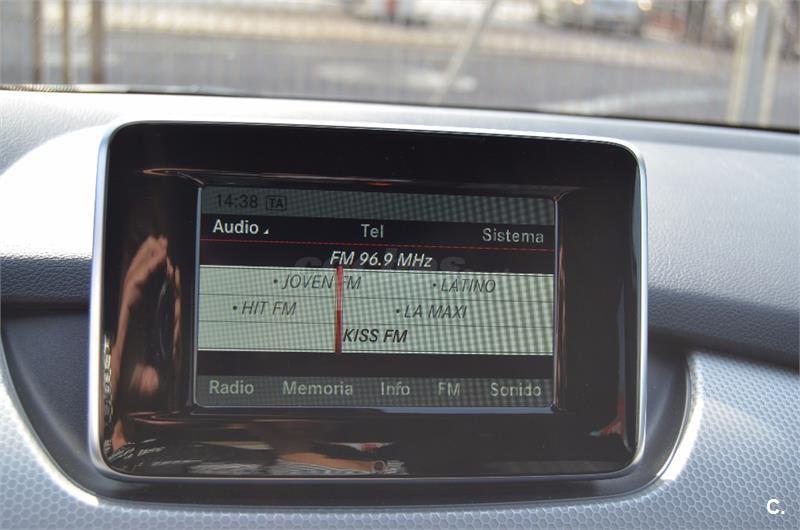 14:38 TA
Audio Tel Sistema
FM 96.9 MHz
• JOVEN FM • LATINO
• HIT FM • LA MAXI
KISS FM
Radio Memoria Info FM Sonido
C.